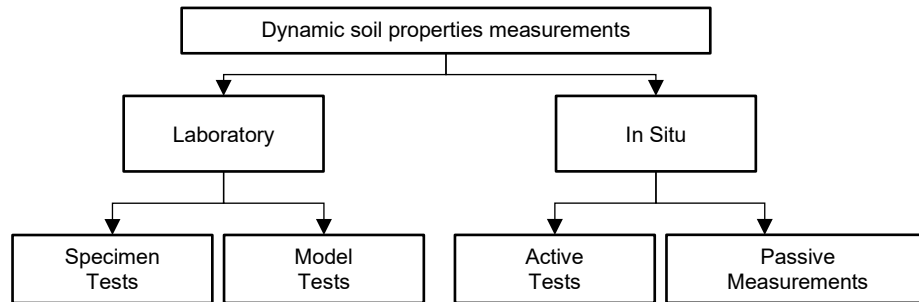 Dynamic soil properties measurements
Laboratory
In Situ
Specimen
Tests
Model
Tests
Active
Tests
Passive
Measurements